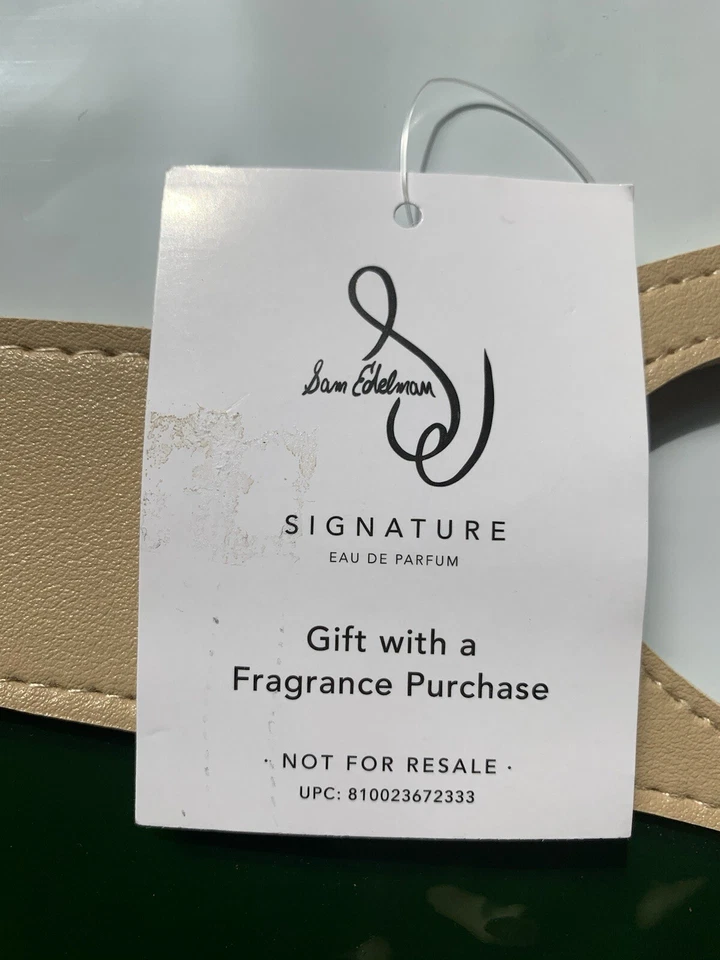 Sam Edelman
SIGNATURE
EAU DE PARFUM
Gift with a
Fragrance Purchase
· NOT FOR RESALE ·
UPC: 810023672333